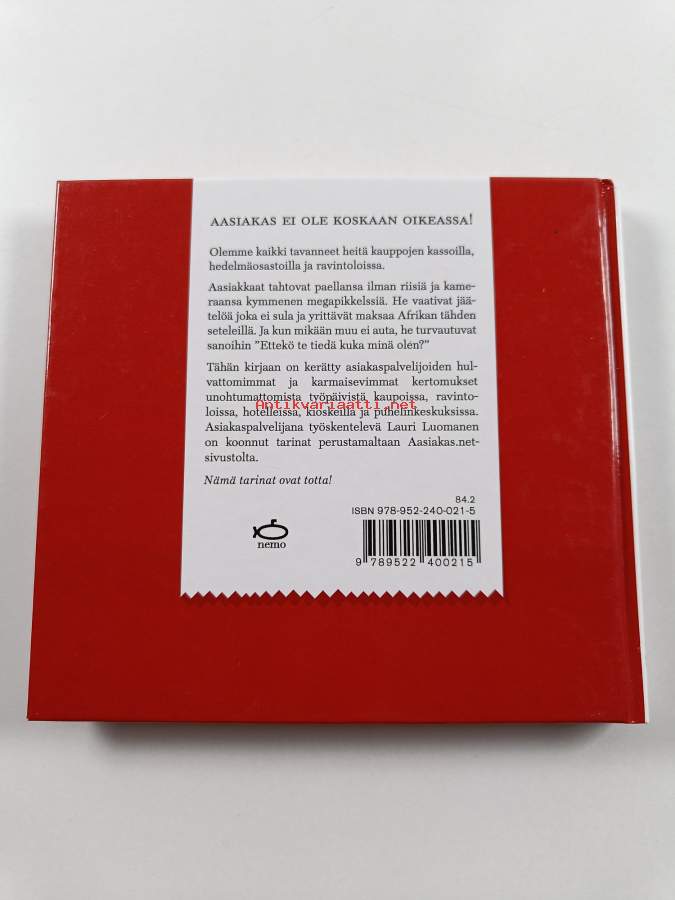 AASIAKAS EI OLE KOSKAAN OIKEASSA!
Olemme kaikki tavanneet heitä kauppojen kassoilla,
hedelmäosastoilla ja ravintoloissa.
Aasiakkaat tahtovat paellansa ilman riisiä ja kame-
raansa kymmenen megapikkelssiä. He vaativat jää-
telöä joka ei sula ja yrittävät maksaa Afrikan tähden
seteleillä. Ja kun mikään muu ei auta, he turvautuvat
sanoihin "Ettekö te tiedä kuka minä olen?"
Tähän kirjaan on kerätty asiakaspalvelijoiden hul-
vattomimmat ja karmaisevimmat kertomukset
unohtumattomista työpäivistä kaupoissa, ravinto-
Antikvariaatti.net
loissa, hotelleissa, kioskeilla ja puhelinkeskuksissa.
Asiakaspalvelijana työskentelevä Lauri Luomanen
on koonnut tarinat perustamaltaan Aasiakas.net-
sivustolta.
Nämä tarinat ovat totta!
84.2
ISBN 978-952-240-021-5
nemo
9 789522 400215